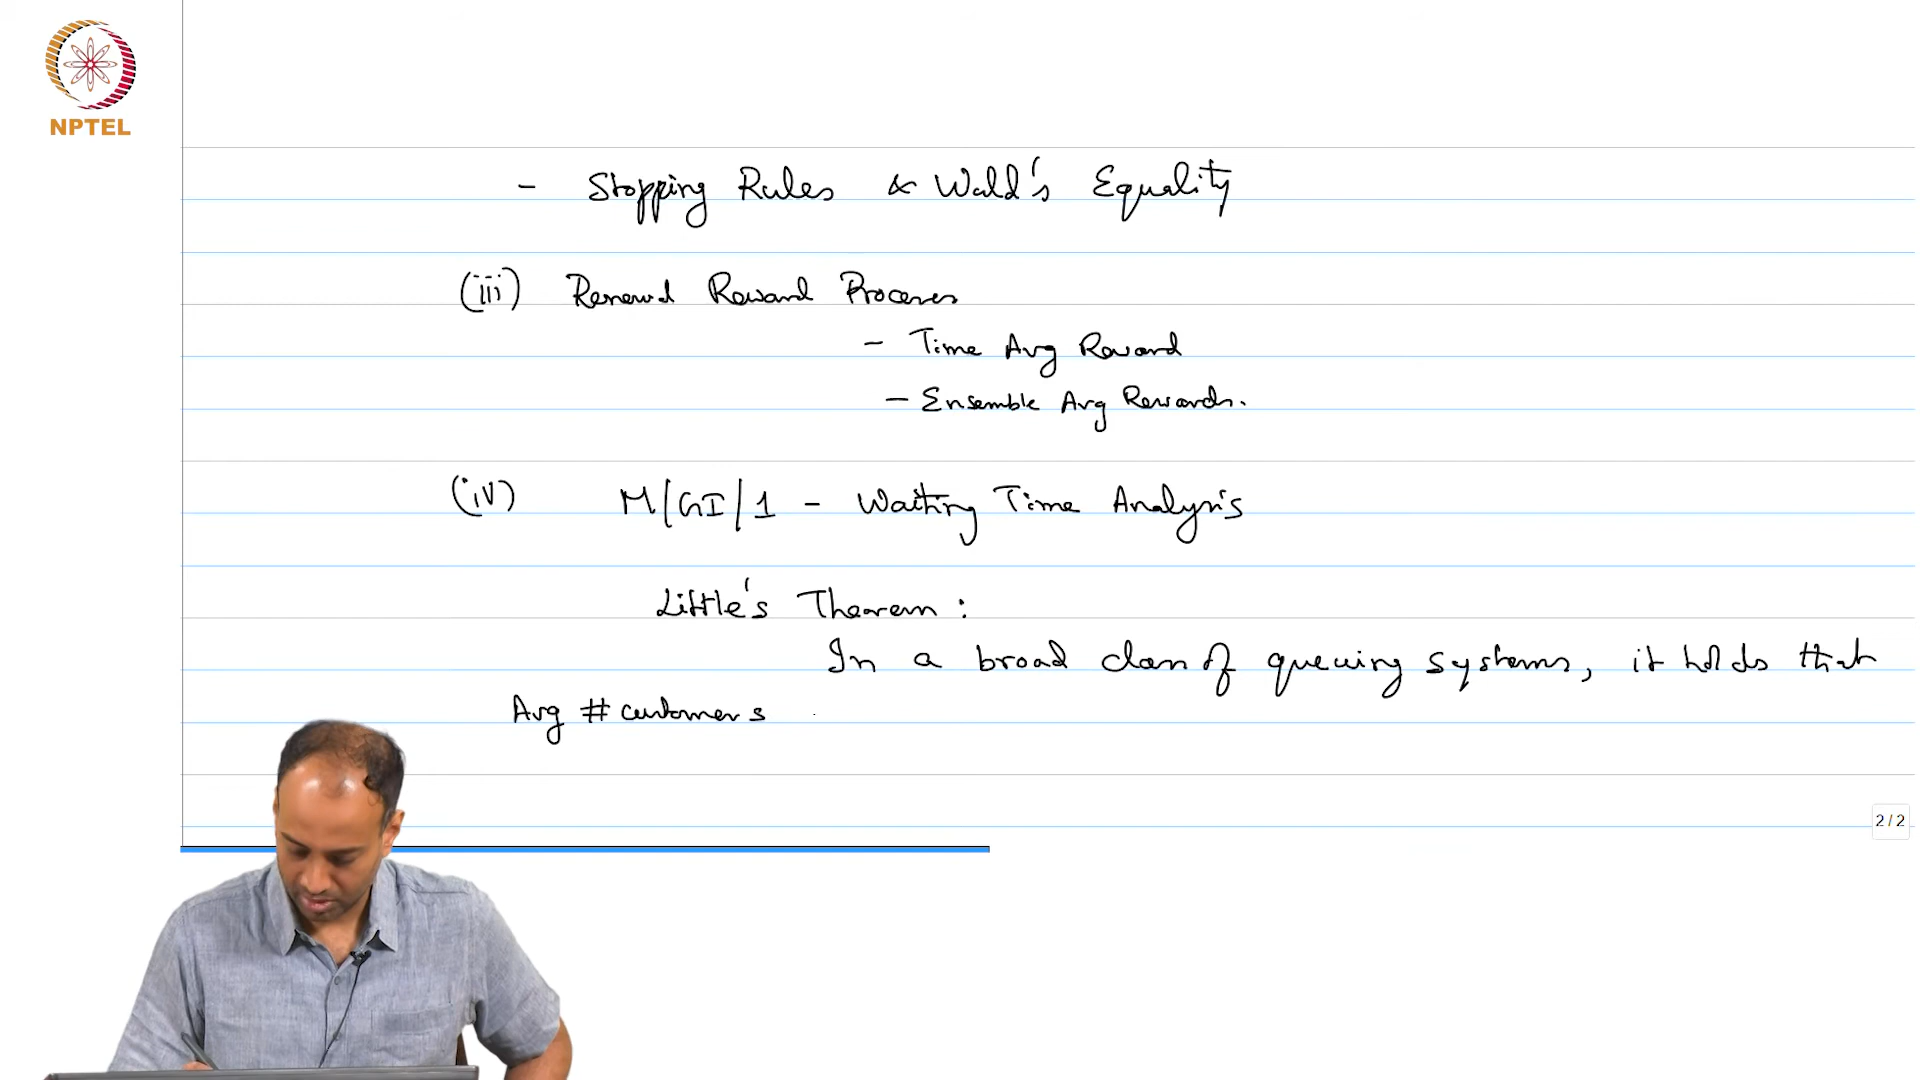 NPTEL
- Stopping Rules & Wald's Equality
(iii) Renewal Reward Processes
- Time Avg Reward
- Ensemble Avg Rewards.
(iv) M/GI/1 - Waiting Time Analysis
Little's Theorem :
In a broad class of queuing systems, it holds that
Avg # customers
2/2